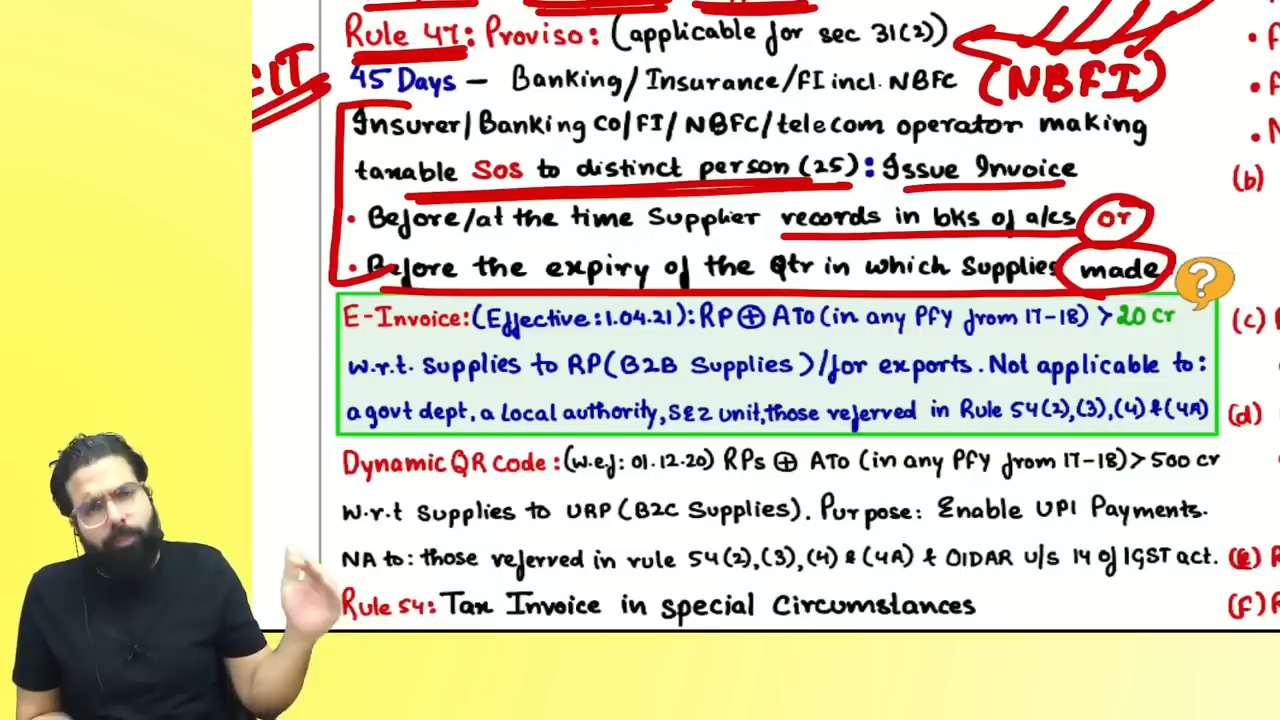 Rule 47: Proviso: (applicable for sec 31(2))
45 Days – Banking/Insurance/FI incl. NBFC (NBFI)
Insurer/Banking Co/FI/NBFC/telecom operator making
taxable SoS to distinct person (25): Issue Invoice
• Before/at the time Supplier records in bks of a/cs or
• Before the expiry of the Qtr in which Supplies made
?
E-Invoice: (Effective: 1.04.21): RP ⊕ ATO (in any PFY from 17-18) > 20 cr
w.r.t. supplies to RP (B2B Supplies)/for exports. Not applicable to:
a govt dept, a Local authority, SEZ unit, those referred in Rule 54(2),(3),(4) & (4A)
Dynamic QR Code: (w.e.f: 01.12.20) RPs ⊕ ATO (in any PFY from 17-18) > 500 cr
w.r.t supplies to URP (B2C Supplies). Purpose: Enable UPI Payments.
NA to: those referred in rule 54(2),(3),(4) & (4A) & OIDAR u/s 14 of IGST act.
Rule 54: Tax Invoice in special Circumstances
(b)
(c)
(d)
(E)
(f)